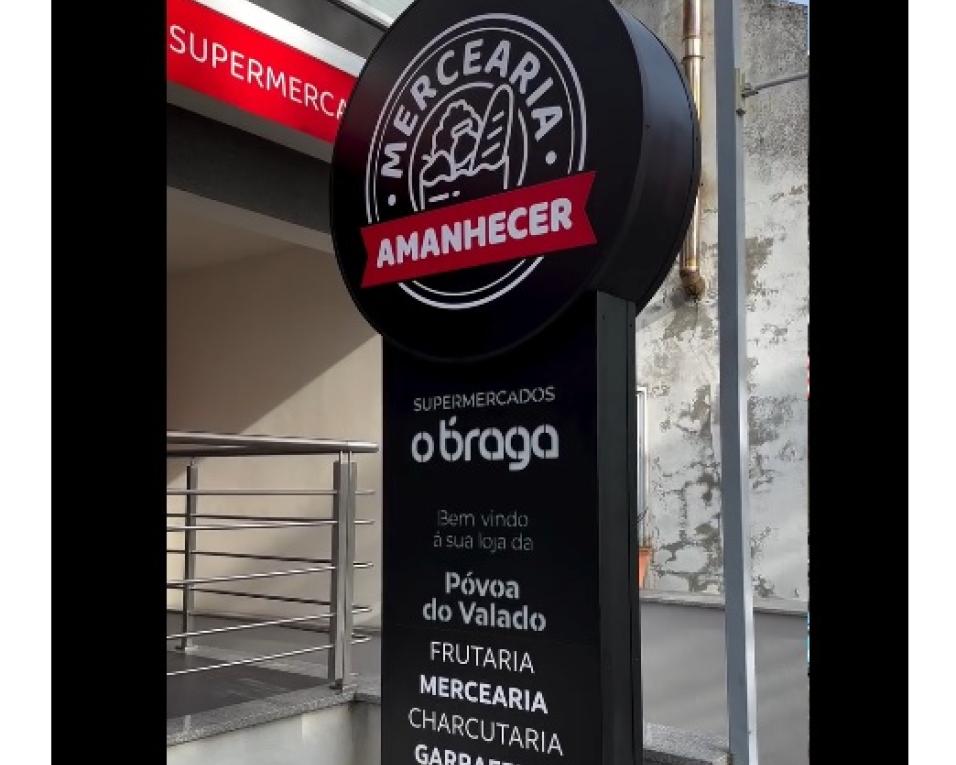 SUPERMERCA
MERCEARIA
AMANHECER
SUPERMERCADOS
o braga
Bem vindo
á sua loja da
Póvoa
do Valado
FRUTARIA
MERCEARIA
CHARCUTARIA